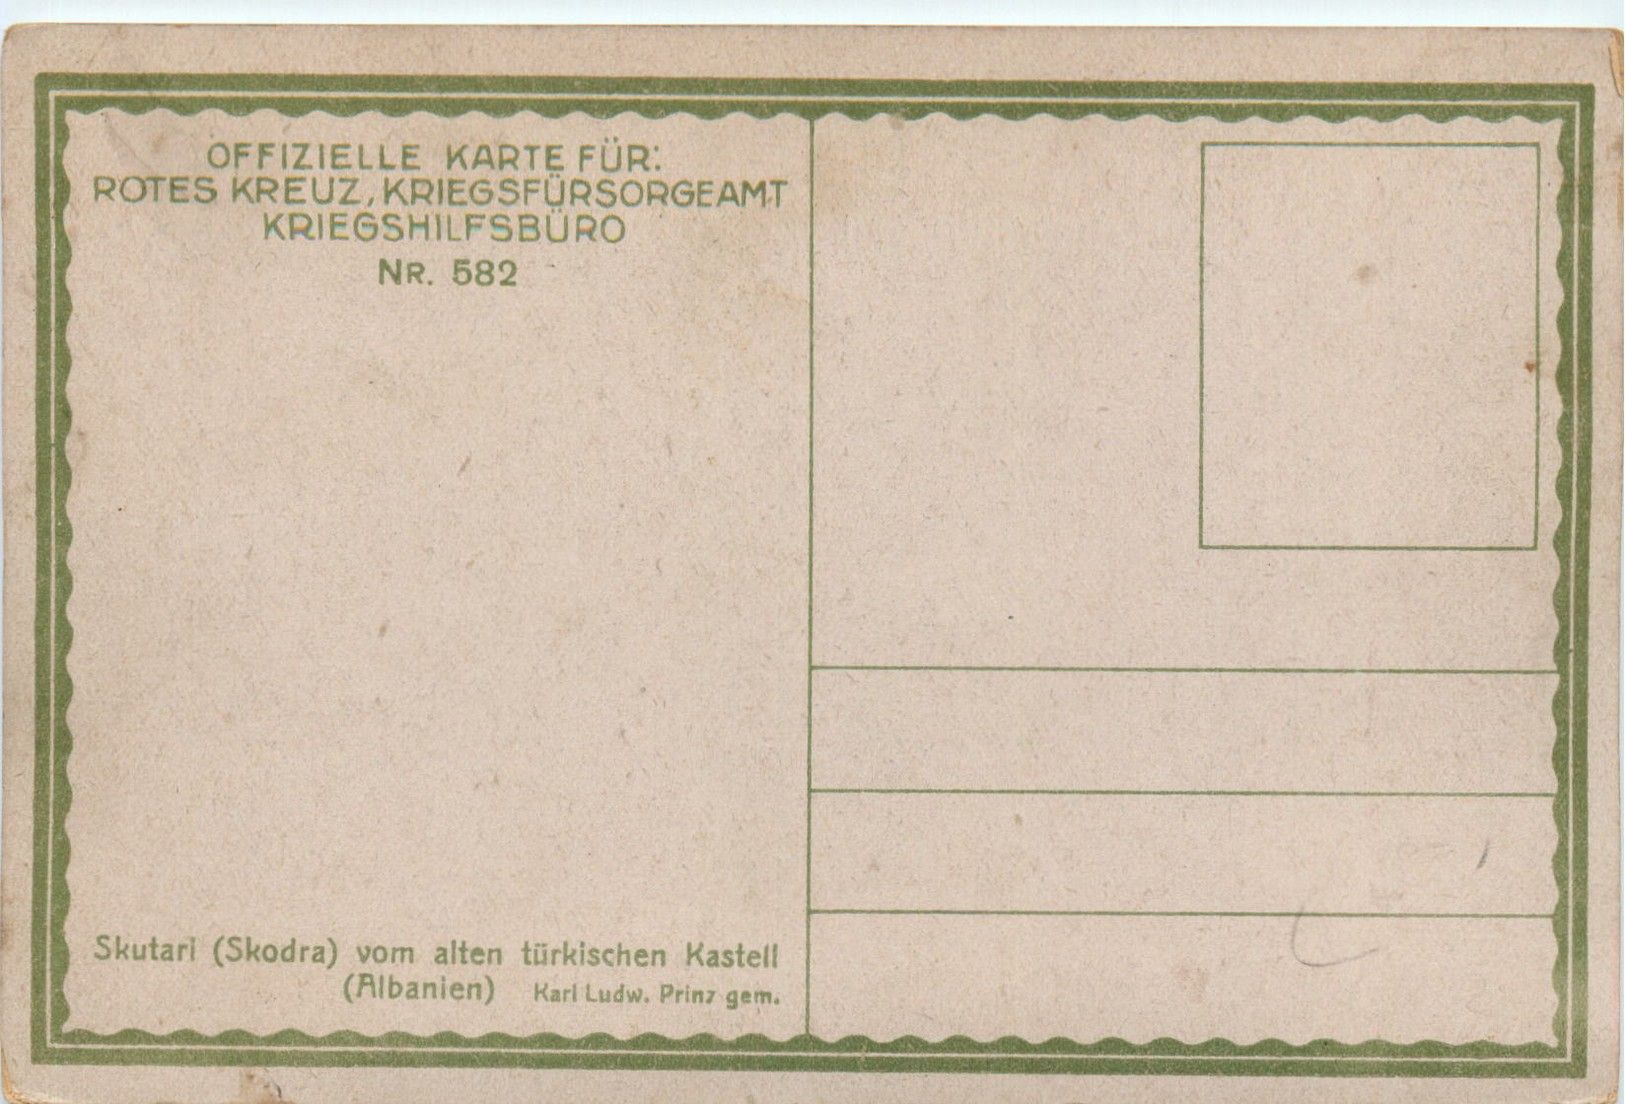 OFFIZIELLE KARTE FÜR:
ROTES KREUZ, KRIEGSFÜRSORGEAMT
KRIEGSHILFSBÜRO
NR. 582
Skutari (Skodra) vom alten türkischen Kastell
(Albanien) Karl Ludw. Prinz gem.